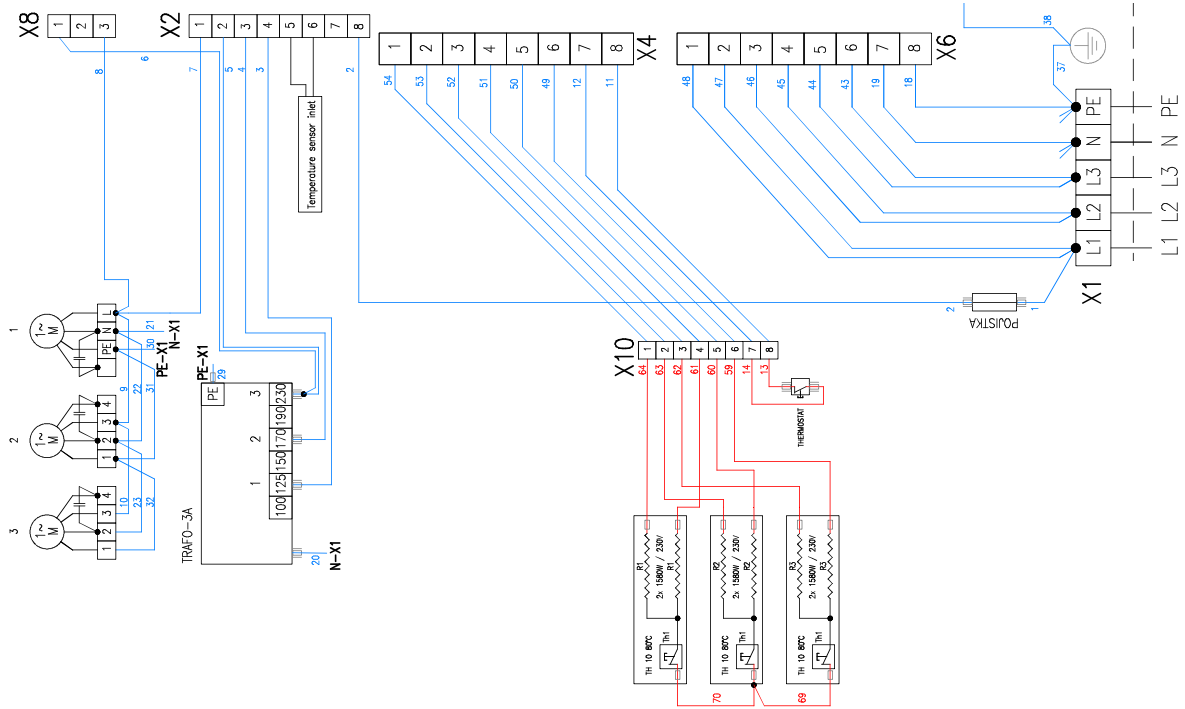 X8
1
2
3
X2
1
2
3
4
5
6
7
8
8
6
7
5
4
3
2
Temperature sensor inlet
X4
1
2
3
4
5
6
7
8
54
53
52
51
50
49
12
11
X6
1
2
3
4
5
6
7
8
48
47
46
45
44
43
19
18
38
37
PE
N
L3
L2
L1
PE
N
L3
L2
L1
X1
2
1
POJISTKA
1
1~
M
L
N
PE
21
30
N-X1
PE-X1
9
22
31
2
1~
M
4
3
2
1
10
23
32
3
1~
M
4
3
2
1
PE-X1
29
PE
TRAFO-3A
3
2
1
230
190
170
150
125
100
20
N-X1
X10
1
2
3
4
5
6
7
8
64
63
62
61
60
59
14
13
THERMOSTAT
R1
R1
2x 1580W / 230/
TH 10 80°C
Th1
R2
R2
2x 1580W / 230/
TH 10 80°C
Th1
R3
R3
2x 1580W / 230/
TH 10 80°C
Th1
70
69